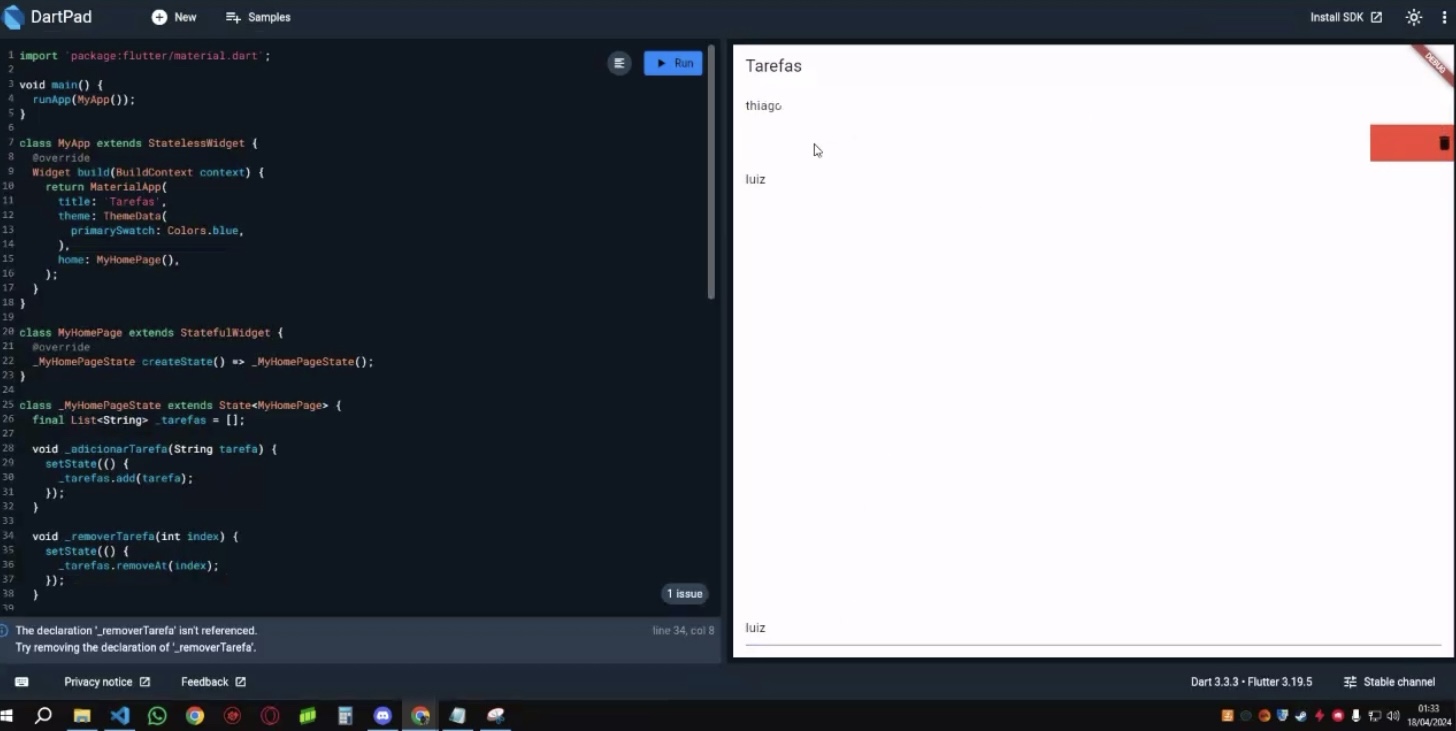 DartPad
New
Samples
Install SDK
1 import 'package:flutter/material.dart';
2
3 void main() {
4 runApp(MyApp());
5 }
6
7 class MyApp extends StatelessWidget {
8 @override
9 Widget build(BuildContext context) {
10 return MaterialApp(
11 title: 'Tarefas',
12 theme: ThemeData(
13 primarySwatch: Colors.blue,
14 ),
15 home: MyHomePage(),
16 );
17 }
18 }
19
20 class MyHomePage extends StatefulWidget {
21 @override
22 _MyHomePageState createState() => _MyHomePageState();
23 }
24
25 class _MyHomePageState extends State<MyHomePage> {
26 final List<String> _tarefas = [];
27
28 void _adicionarTarefa(String tarefa) {
29 setState(() {
30 _tarefas.add(tarefa);
31 });
32 }
33
34 void _removerTarefa(int index) {
35 setState(() {
36 _tarefas.removeAt(index);
37 });
38 }
39
Run
1 issue
The declaration '_removerTarefa' isn't referenced.
line 34, col 8
Try removing the declaration of '_removerTarefa'.
DEBUG
Tarefas
thiago
luiz
luiz
Privacy notice
Feedback
Dart 3.3.3 • Flutter 3.19.5
Stable channel
01:33
18/04/2024